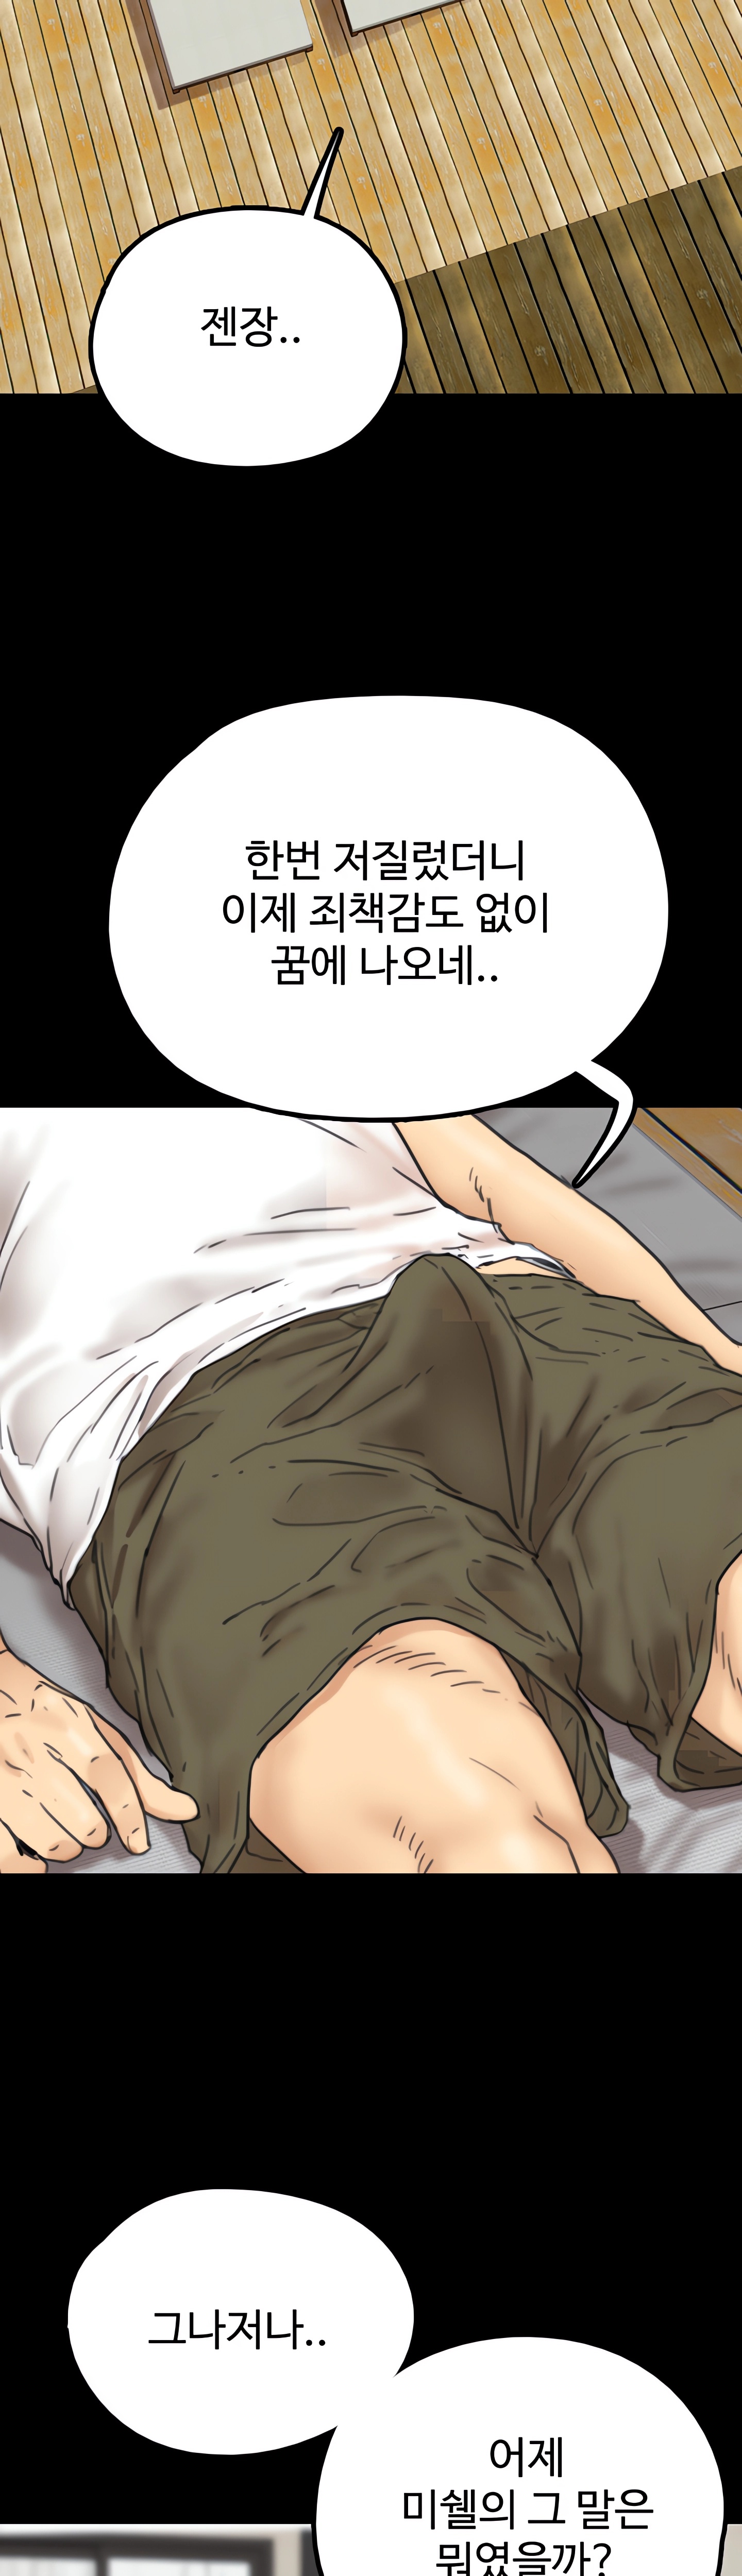 젠장..
한번 저질렀더니
이제 죄책감도 없이
꿈에 나오네..
그나저나..
어제
미쉘의 그 말은
뭐였을까?